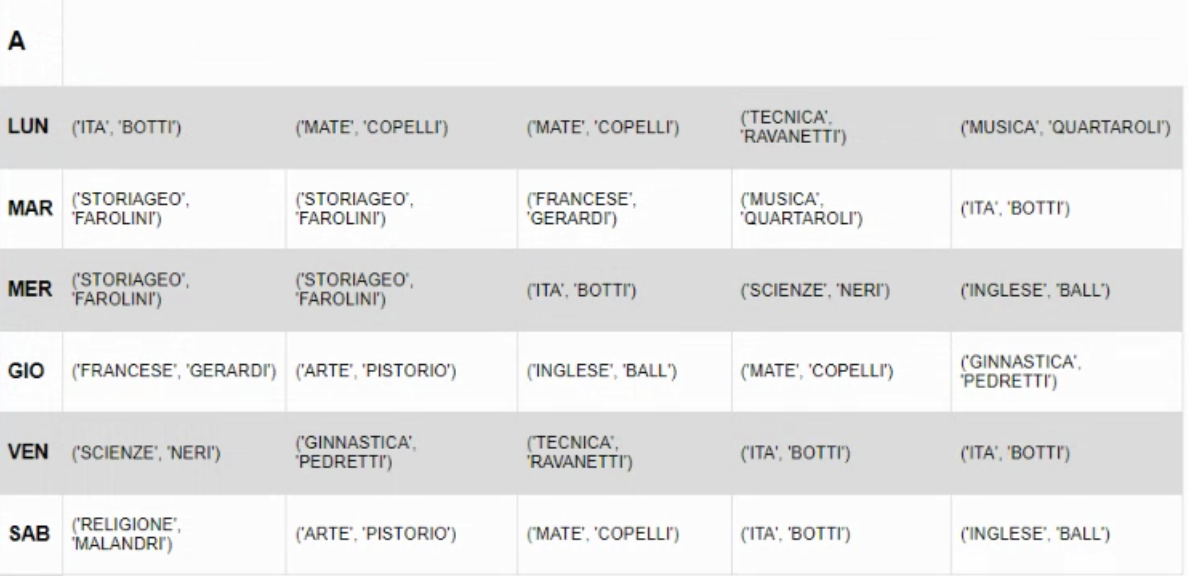 A
LUN ('ITA', 'BOTTI') ('MATE', 'COPELLI') ('MATE', 'COPELLI') ('TECNICA', 'RAVANETTI') ('MUSICA', 'QUARTAROLI')
MAR ('STORIAGEO', 'FAROLINI') ('STORIAGEO', 'FAROLINI') ('FRANCESE', 'GERARDI') ('MUSICA', 'QUARTAROLI') ('ITA', 'BOTTI')
MER ('STORIAGEO', 'FAROLINI') ('STORIAGEO', 'FAROLINI') ('ITA', 'BOTTI') ('SCIENZE', 'NERI') ('INGLESE', 'BALL')
GIO ('FRANCESE', 'GERARDI') ('ARTE', 'PISTORIO') ('INGLESE', 'BALL') ('MATE', 'COPELLI') ('GINNASTICA', 'PEDRETTI')
VEN ('SCIENZE', 'NERI') ('GINNASTICA', 'PEDRETTI') ('TECNICA', 'RAVANETTI') ('ITA', 'BOTTI') ('ITA', 'BOTTI')
SAB ('RELIGIONE', 'MALANDRI') ('ARTE', 'PISTORIO') ('MATE', 'COPELLI') ('ITA', 'BOTTI') ('INGLESE', 'BALL')